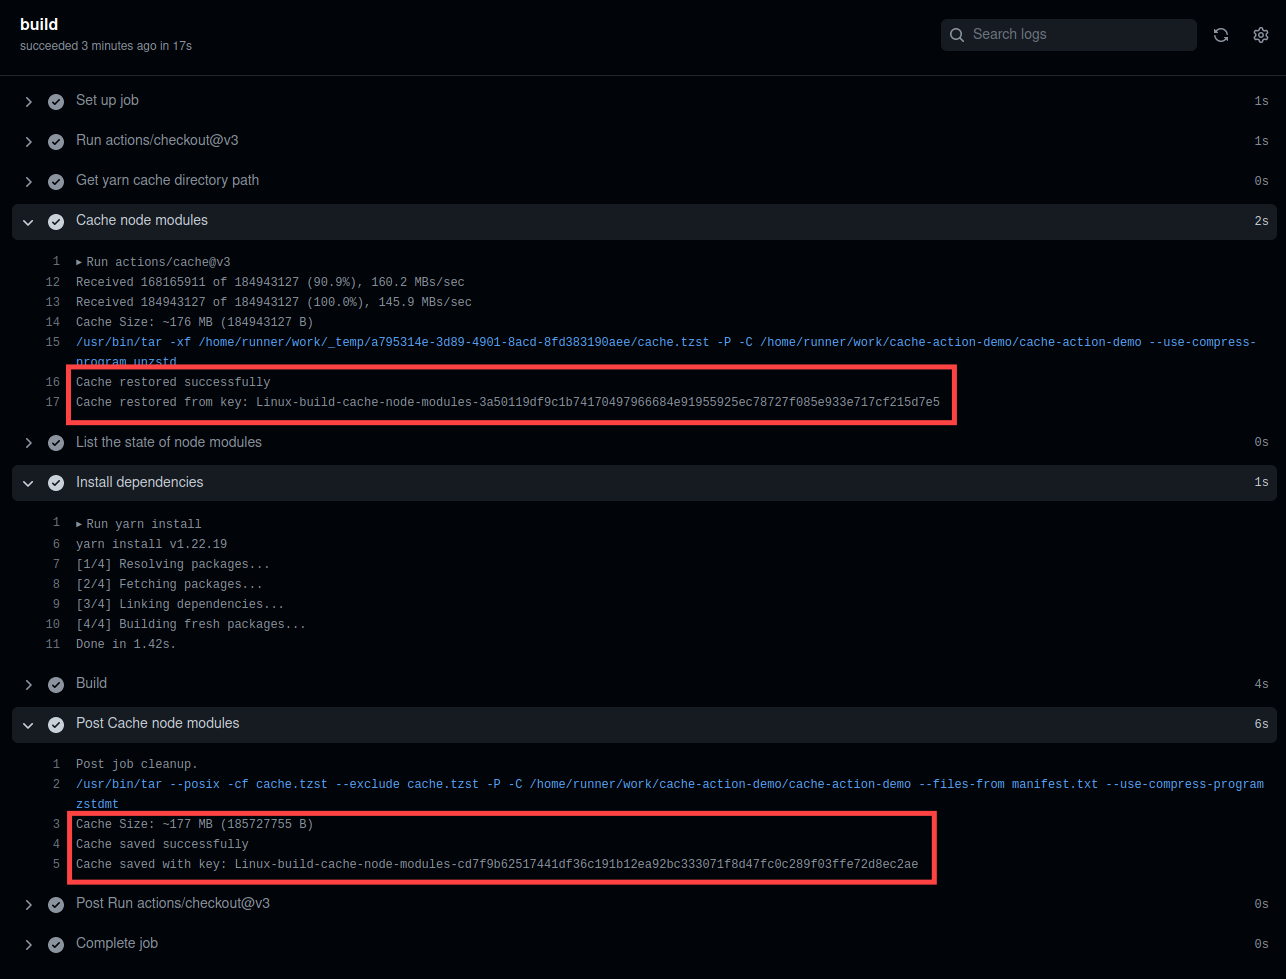 build
succeeded 3 minutes ago in 17s
Search logs
Set up job 1s
Run actions/checkout@v3 1s
Get yarn cache directory path 0s
Cache node modules 2s
1 ▸ Run actions/cache@v3
12 Received 168165911 of 184943127 (90.9%), 160.2 MBs/sec
13 Received 184943127 of 184943127 (100.0%), 145.9 MBs/sec
14 Cache Size: ~176 MB (184943127 B)
15 /usr/bin/tar -xf /home/runner/work/_temp/a795314e-3d89-4901-8acd-8fd383190aee/cache.tzst -P -C /home/runner/work/cache-action-demo/cache-action-demo --use-compress-
program unzstd
16 Cache restored successfully
17 Cache restored from key: Linux-build-cache-node-modules-3a50119df9c1b74170497966684e91955925ec78727f085e933e717cf215d7e5
List the state of node modules 0s
Install dependencies 1s
1 ▸ Run yarn install
6 yarn install v1.22.19
7 [1/4] Resolving packages...
8 [2/4] Fetching packages...
9 [3/4] Linking dependencies...
10 [4/4] Building fresh packages...
11 Done in 1.42s.
Build 4s
Post Cache node modules 6s
1 Post job cleanup.
2 /usr/bin/tar --posix -cf cache.tzst --exclude cache.tzst -P -C /home/runner/work/cache-action-demo/cache-action-demo --files-from manifest.txt --use-compress-program
zstdmt
3 Cache Size: ~177 MB (185727755 B)
4 Cache saved successfully
5 Cache saved with key: Linux-build-cache-node-modules-cd7f9b62517441df36c191b12ea92bc333071f8d47fc0c289f03ffe72d8ec2ae
Post Run actions/checkout@v3 0s
Complete job 0s